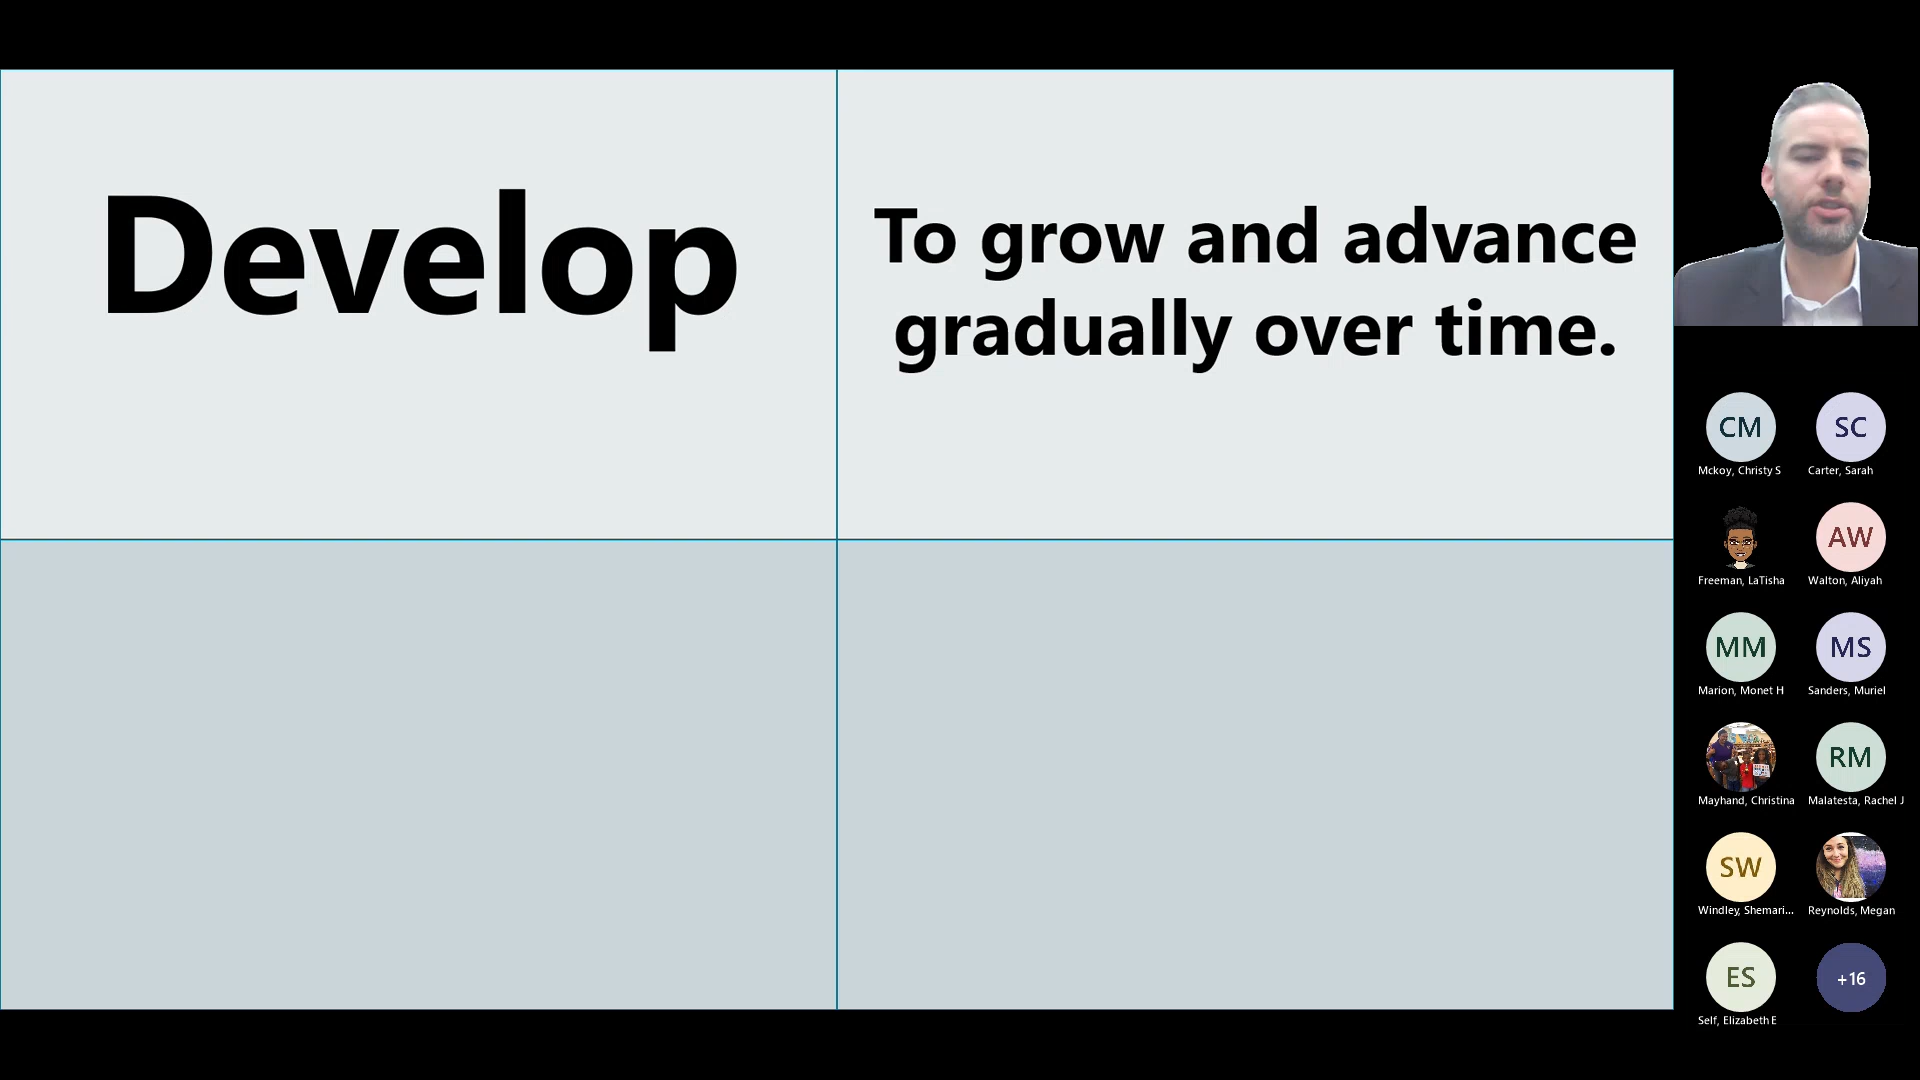 Develop
To grow and advance
gradually over time.
CM
SC
Mckoy, Christy S
Carter, Sarah
Freeman, LaTisha
AW
Walton, Aliyah
MM
MS
Marion, Monet H
Sanders, Muriel
RM
Mayhand, Christina
Malatesta, Rachel J
SW
Windley, Shemari...
Reynolds, Megan
ES
+16
Self, Elizabeth E